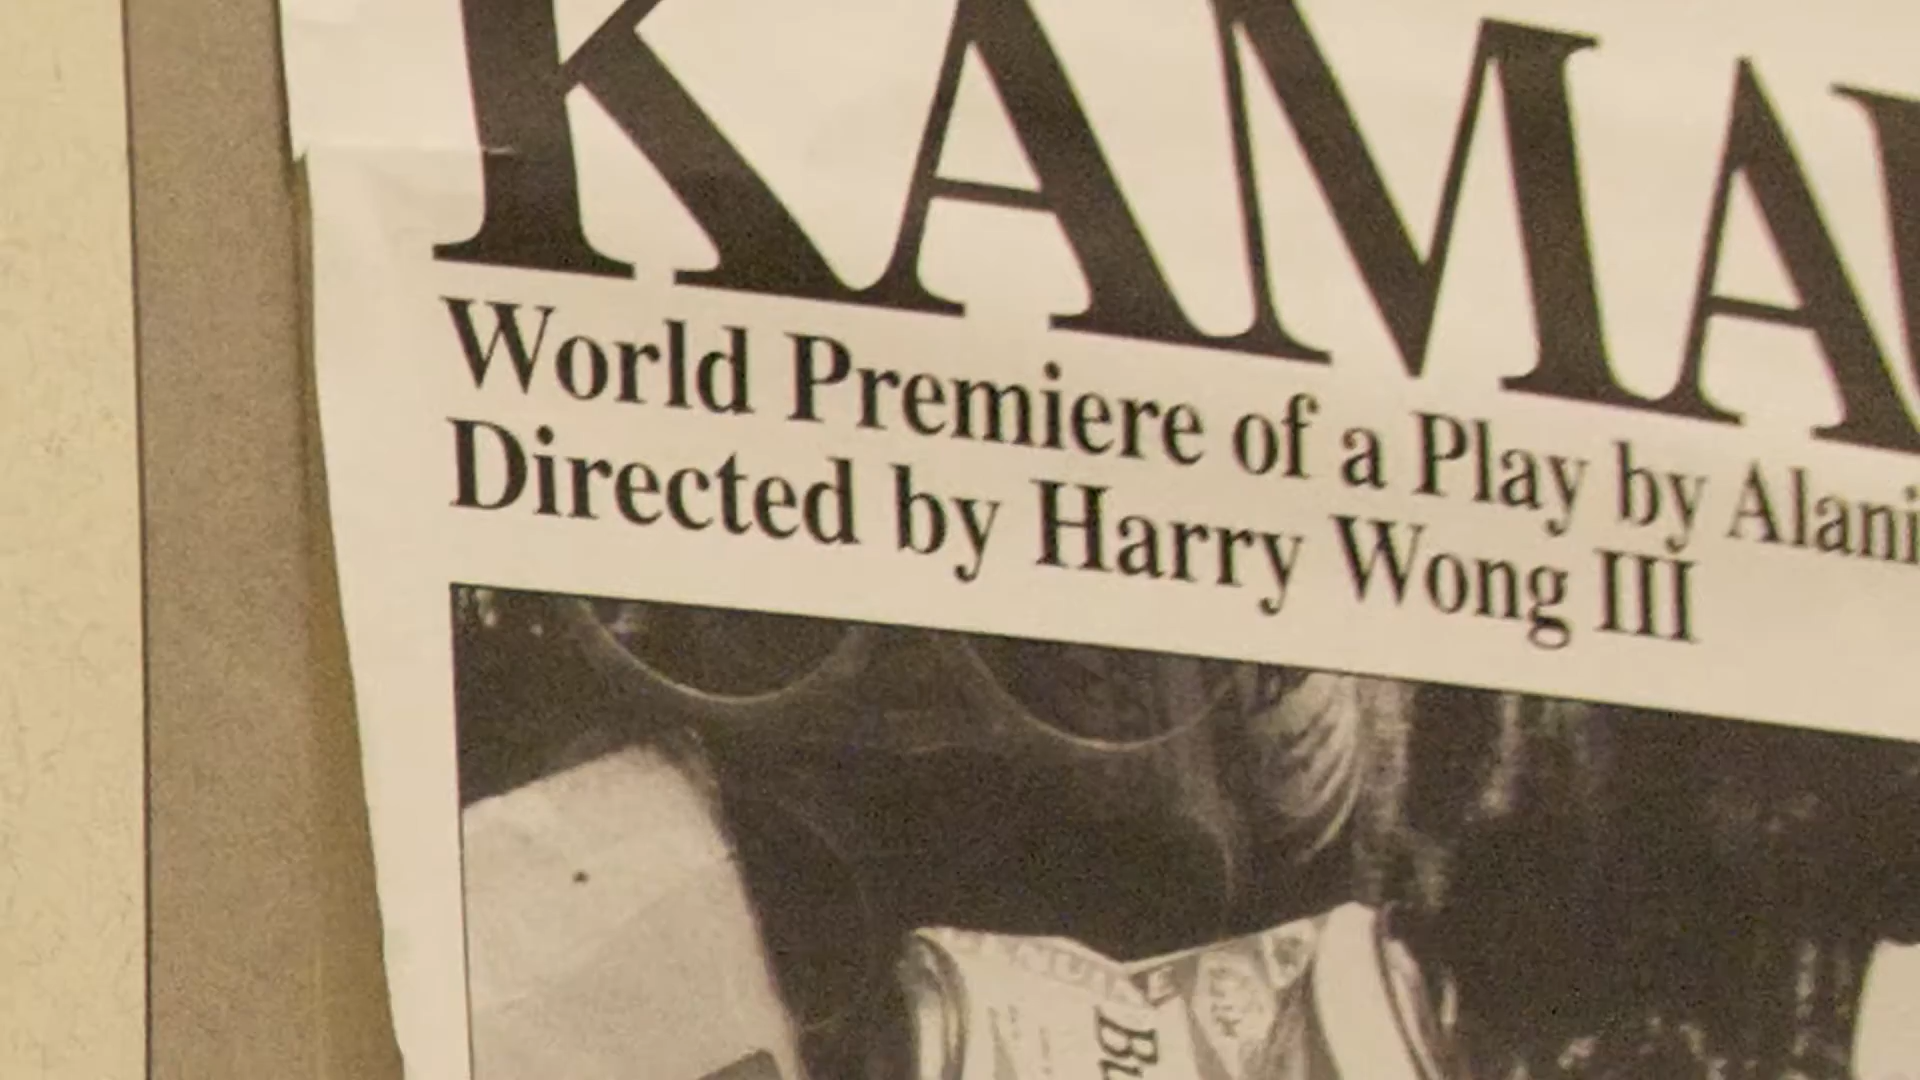 KAMA
World Premiere of a Play by Alani
Directed by Harry Wong III